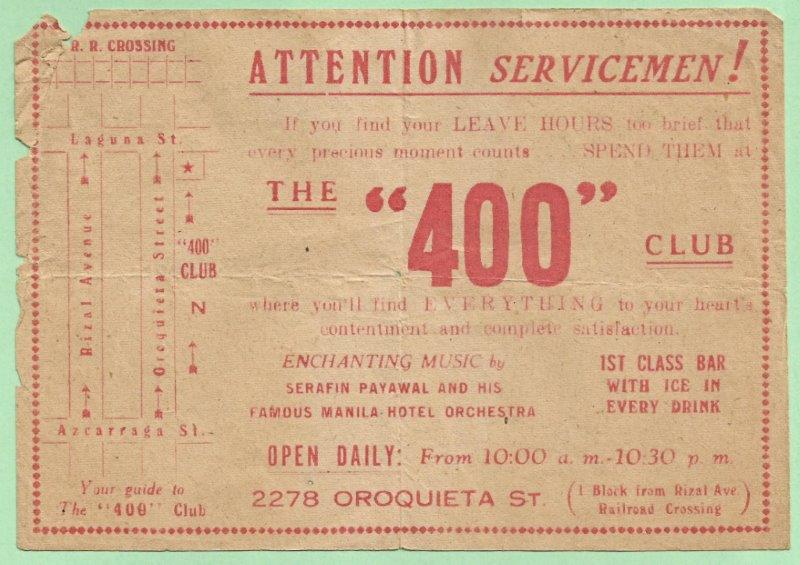 R. R. CROSSING
Laguna St.
Rizal Avenue
Oroquieta Street
"400"
CLUB
N
Azcarraga St.
Your guide to
The "400" Club
ATTENTION SERVICEMEN!
If you find your LEAVE HOURS too brief that
every precious moment counts . . . SPEND THEM at
THE "400" CLUB
where you'll find EVERYTHING to your heart's
contentment and complete satisfaction.
ENCHANTING MUSIC by
SERAFIN PAYAWAL AND HIS
FAMOUS MANILA-HOTEL ORCHESTRA
1ST CLASS BAR
WITH ICE IN
EVERY DRINK
OPEN DAILY: From 10:00 a. m.-10:30 p. m.
2278 OROQUIETA ST.
(1 Block from Rizal Ave.
Railroad Crossing)